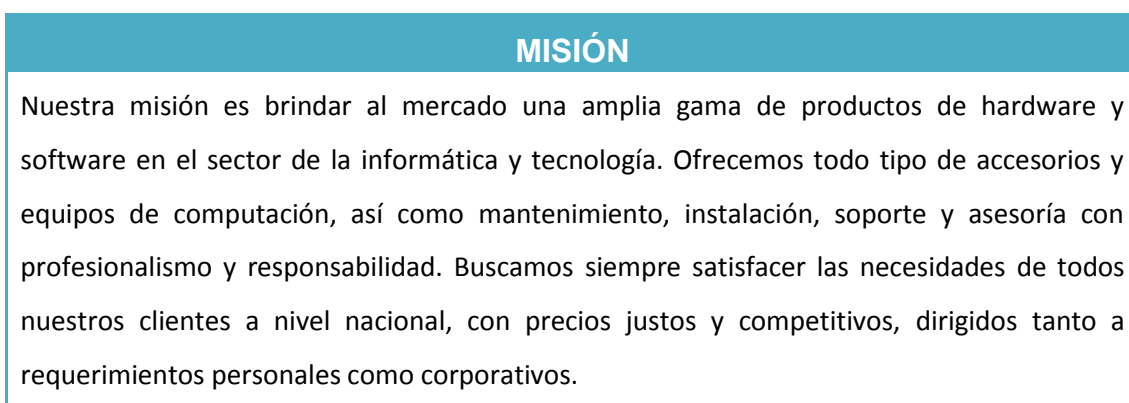 MISIÓN
Nuestra misión es brindar al mercado una amplia gama de productos de hardware y
software en el sector de la informática y tecnología. Ofrecemos todo tipo de accesorios y
equipos de computación, así como mantenimiento, instalación, soporte y asesoría con
profesionalismo y responsabilidad. Buscamos siempre satisfacer las necesidades de todos
nuestros clientes a nivel nacional, con precios justos y competitivos, dirigidos tanto a
requerimientos personales como corporativos.